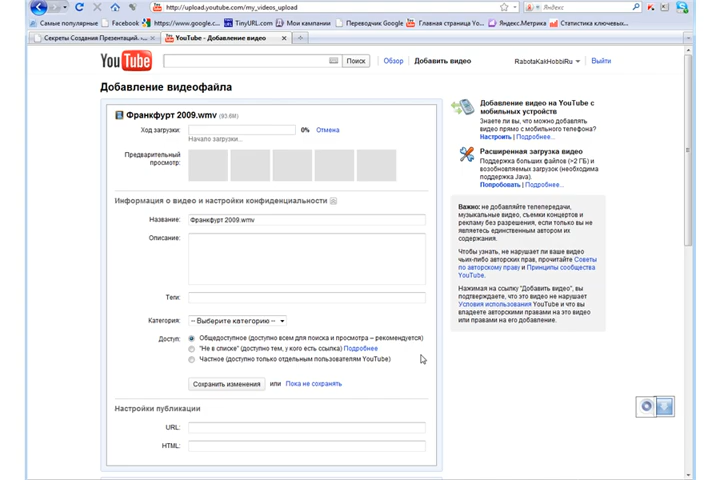 http://upload.youtube.com/my_videos_upload
Яндекс
Самые популярные Facebook https://www.google.c... TinyURL.com Мои кампании Переводчик Google Главная страница Yo... Яндекс.Метрика Статистика ключевых...
Секреты Создания Презентаций. ... YouTube - Добавление видео
YouTube Поиск Обзор Добавить видео RabotaKakHobbiRu Выйти
Добавление видеофайла
Франкфурт 2009.wmv (93.6М)
Ход загрузки: 0% Отмена
Начало загрузки...
Предварительный
просмотр:
Информация о видео и настройки конфиденциальности
Название: Франкфурт 2009.wmv
Описание:
Теги:
Категория: -- Выберите категорию --
Доступ: Общедоступное (доступно всем для поиска и просмотра – рекомендуется)
"Не в списке" (доступно тем, у кого есть ссылка) Подробнее
Частное (доступно только отдельным пользователям YouTube)
Сохранить изменения или Пока не сохранять
Настройки публикации
URL:
HTML:
Добавление видео на YouTube с
мобильных устройств
Знаете ли вы, что можно добавлять
видео прямо с мобильного телефона?
Настроить | Подробнее...
Расширенная загрузка видео
Поддержка больших файлов (>2 ГБ) и
возобновляемых загрузок (необходима
поддержка Java).
Попробовать | Подробнее...
Важно: не добавляйте телепередачи,
музыкальные видео, съемки концертов и
рекламу без разрешения, если только вы не
являетесь единственным автором их
содержания.
Чтобы узнать, не нарушает ли ваше видео
чьих-либо авторских прав, прочитайте Советы
по авторскому праву и Принципы сообщества
YouTube.
Нажимая на ссылку "Добавить видео", вы
подтверждаете, что это видео не нарушает
Условия использования YouTube и что вы
владеете авторскими правами на это видео
или правами на его добавление.